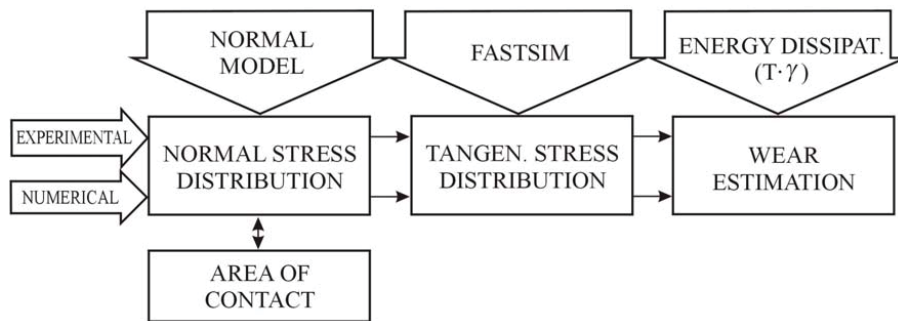 NORMAL
MODEL
FASTSIM
ENERGY DISSIPAT.
(T·γ)
EXPERIMENTAL
NUMERICAL
NORMAL STRESS
DISTRIBUTION
TANGEN. STRESS
DISTRIBUTION
WEAR
ESTIMATION
AREA OF
CONTACT